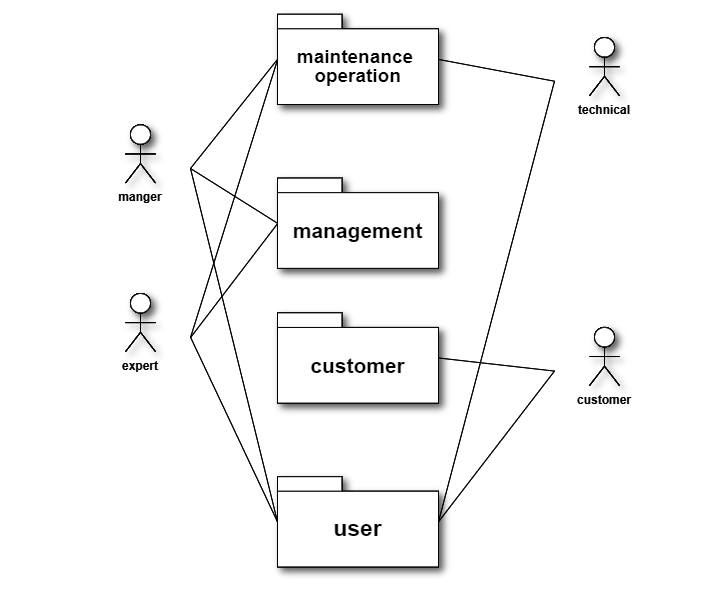 maintenance
operation
technical
manger
management
expert
customer
customer
user